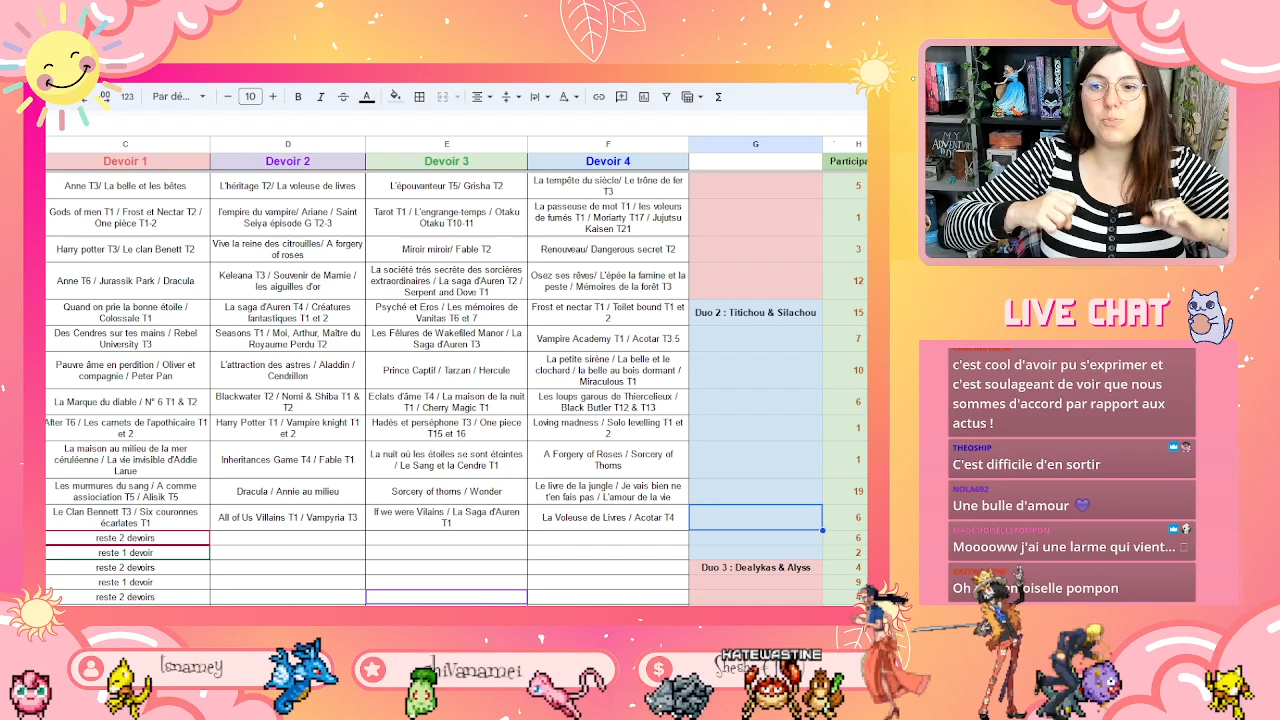 123 Par dé... − 10 + B I A Σ
C D E F G H
Devoir 1 Devoir 2 Devoir 3 Devoir 4 Participa
Anne T3/ La belle et les bêtes
L'héritage T2/ La voleuse de livres
L'épouvanteur T5/ Grisha T2
La tempête du siècle/ Le trône de fer
T3
5
Gods of men T1 / Frost et Nectar T2 /
One pièce T1-2
l'empire du vampire/ Ariane / Saint
Seiya épisode G T2-3
Tarot T1 / L'engrange-temps / Otaku
Otaku T10-11
La passeuse de mot T1 / les voleurs
de fumés T1 / Moriarty T17 / Jujutsu
Kaisen T21
1
Harry potter T3/ Le clan Benett T2
Vive la reine des citrouilles/ A forgery
of roses
Miroir miroir/ Fable T2
Renouveau/ Dangerous secret T2
3
Anne T6 / Jurassik Park / Dracula
Keleana T3 / Souvenir de Mamie /
les aiguilles d'or
La société très secrète des sorcières
extraordinaires / La saga d'Auren T2 /
Serpent and Dove T1
Osez ses rêves/ L'épée la famine et la
peste / Mémoires de la forêt T3
12
Quand on prie la bonne étoile /
Colossale T1
La saga d'Auren T4 / Créatures
fantastiques T1 et 2
Psyché et Eros / Les mémoires de
Vanitas T6 et 7
Frost et nectar T1 / Toilet bound T1 et
2
Duo 2 : Titichou & Silachou
15
Des Cendres sur tes mains / Rebel
University T3
Seasons T1 / Moi, Arthur, Maître du
Royaume Perdu T2
Les Fêlures de Wakefiled Manor / La
Saga d'Auren T3
Vampire Academy T1 / Acotar T3.5
7
Pauvre âme en perdition / Oliver et
compagnie / Peter Pan
L'attraction des astres / Aladdin /
Cendrillon
Prince Captif / Tarzan / Hercule
La petite sirène / La belle et le
clochard / la belle au bois dormant /
Miraculous T1
10
La Marque du diable / N° 6 T1 & T2
Blackwater T2 / Nomi & Shiba T1 &
T2
Eclats d'âme T4 / La maison de la nuit
T1 / Cherry Magic T1
Les loups garous de Thiercelieux /
Black Butler T12 & T13
6
After T6 / Les carnets de l'apothicaire T1
et 2
Harry Potter T1 / Vampire knight T1
et 2
Hadès et perséphone T3 / One piece
T15 et 16
Loving madness / Solo levelling T1 et
2
1
La maison au milieu de la mer
céruléenne / La vie invisible d'Addie
Larue
Inheritances Game T4 / Fable T1
La nuit où les étoiles se sont éteintes
/ Le Sang et la Cendre T1
A Forgery of Roses / Sorcery of
Thorns
1
Les murmures du sang / A comme
assiociation T5 / Alisik T5
Dracula / Annie au milieu
Sorcery of thoms / Wonder
Le livre de la jungle / Je vais bien ne
t'en fais pas / L'amour de la vie
19
Le Clan Bennett T3 / Six couronnes
écarlates T1
All of Us Villains T1 / Vampyria T3
If we were Vilains / La Saga d'Auren
T1
La Voleuse de Livres / Acotar T4
6
reste 2 devoirs 6
reste 1 devoir 2
reste 2 devoirs Duo 3 : Dealykas & Alyss 4
reste 1 devoir 9
reste 2 devoirs
MY
ADVENTURE
BOOK
LIVE CHAT
c'est cool d'avoir pu s'exprimer et
c'est soulageant de voir que nous
sommes d'accord par rapport aux
actus !
THEOSHIP
C'est difficile d'en sortir
NOLA692
Une bulle d'amour 💜
MADEMOISELLEPOMPON
Mooooww j'ai une larme qui vient...
Oh oiselle pompon
Isnamey
hiVanamei
KATEWASTINE